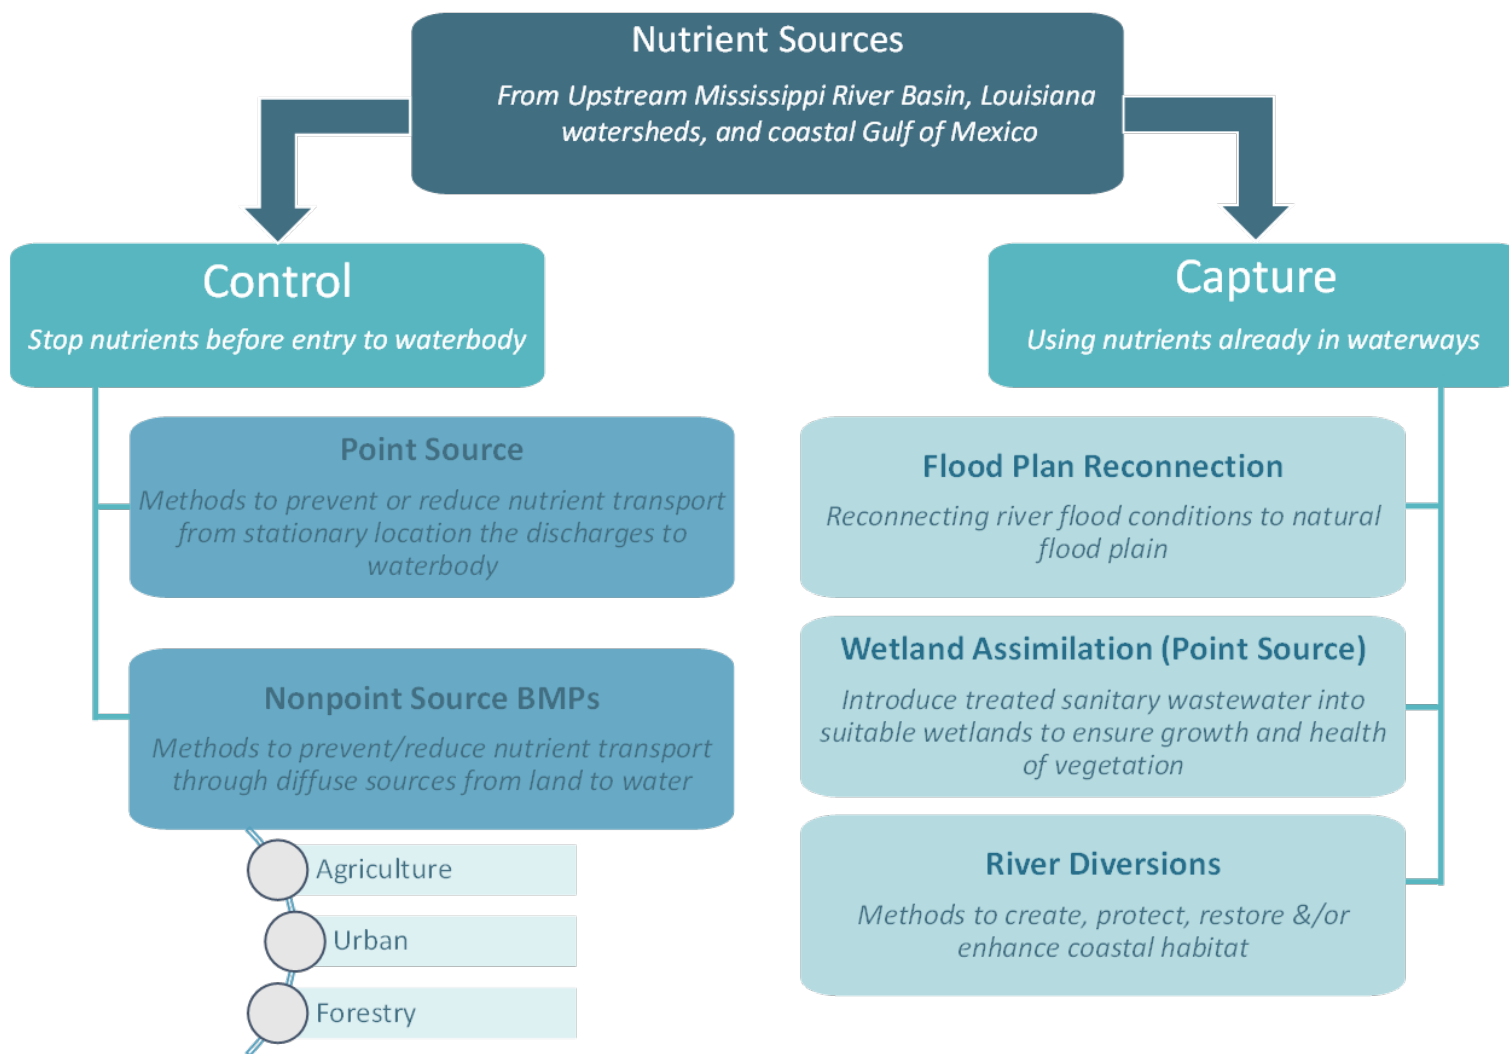 Nutrient Sources
From Upstream Mississippi River Basin, Louisiana
watersheds, and coastal Gulf of Mexico
Control
Stop nutrients before entry to waterbody
Point Source
Methods to prevent or reduce nutrient transport
from stationary location the discharges to
waterbody
Nonpoint Source BMPs
Methods to prevent/reduce nutrient transport
through diffuse sources from land to water
Agriculture
Urban
Forestry
Capture
Using nutrients already in waterways
Flood Plan Reconnection
Reconnecting river flood conditions to natural
flood plain
Wetland Assimilation (Point Source)
Introduce treated sanitary wastewater into
suitable wetlands to ensure growth and health
of vegetation
River Diversions
Methods to create, protect, restore &/or
enhance coastal habitat